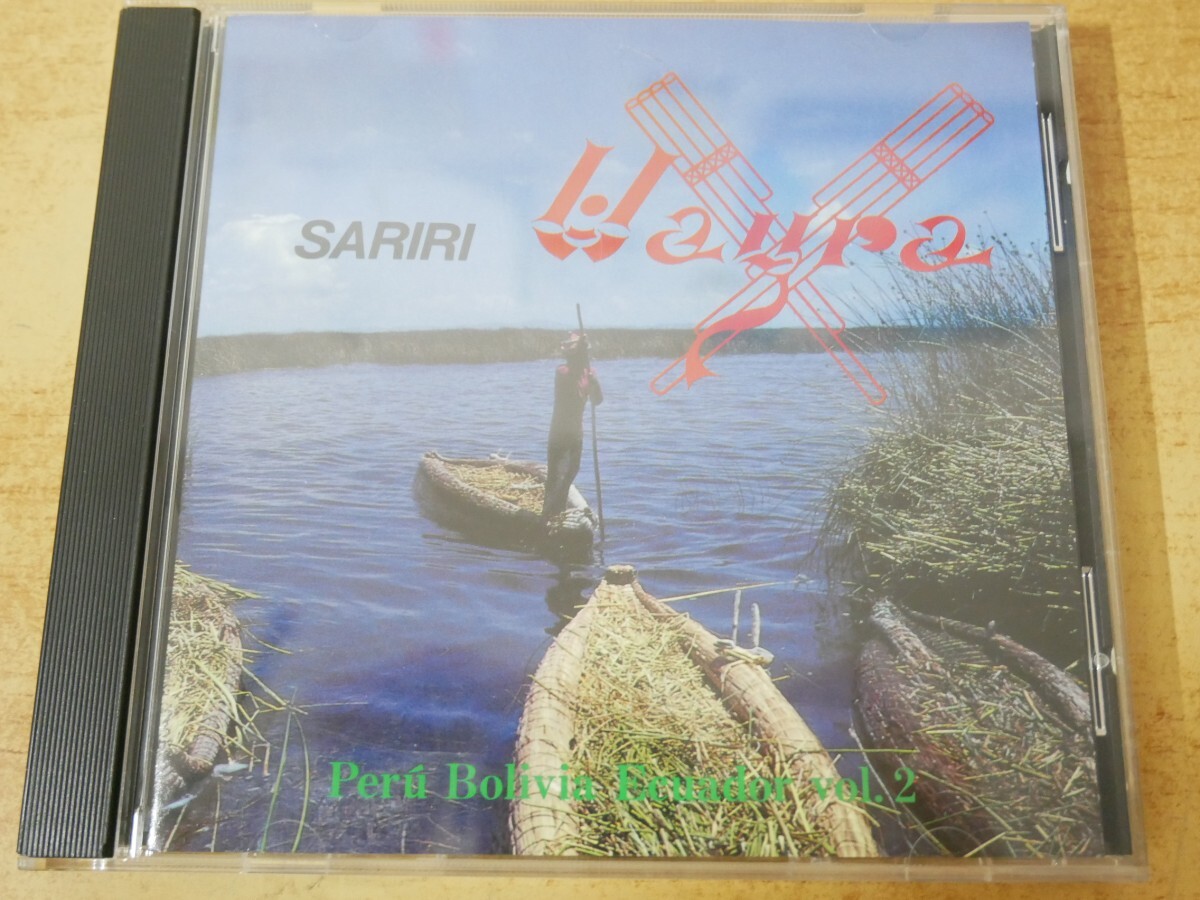 SARIRI
Wayra
Perú Bolivia Ecuador vol. 2